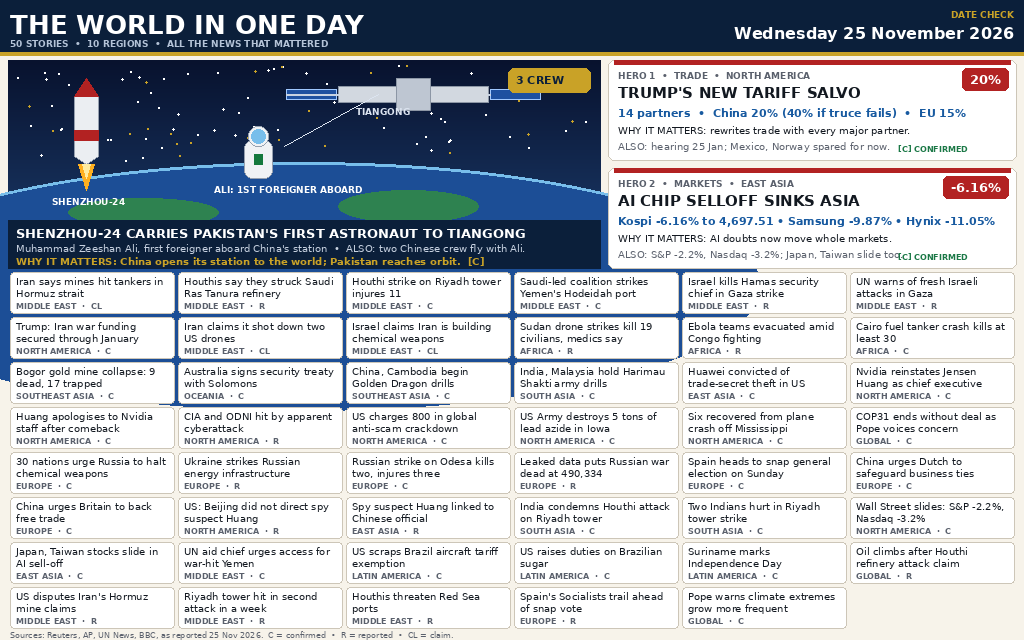 THE WORLD IN ONE DAY
50 STORIES • 10 REGIONS • ALL THE NEWS THAT MATTERED
DATE CHECK
Wednesday 25 November 2026
3 CREW
TIANGONG
ALI: 1ST FOREIGNER ABOARD
SHENZHOU-24
SHENZHOU-24 CARRIES PAKISTAN'S FIRST ASTRONAUT TO TIANGONG
Muhammad Zeeshan Ali, first foreigner aboard China's station • ALSO: two Chinese crew fly with Ali.
WHY IT MATTERS: China opens its station to the world; Pakistan reaches orbit. [C]
HERO 1 • TRADE • NORTH AMERICA
20%
TRUMP'S NEW TARIFF SALVO
14 partners • China 20% (40% if truce fails) • EU 15%
WHY IT MATTERS: rewrites trade with every major partner.
ALSO: hearing 25 Jan; Mexico, Norway spared for now. [C] CONFIRMED
HERO 2 • MARKETS • EAST ASIA
-6.16%
AI CHIP SELLOFF SINKS ASIA
Kospi -6.16% to 4,697.51 • Samsung -9.87% • Hynix -11.05%
WHY IT MATTERS: AI doubts now move whole markets.
ALSO: S&P -2.2%, Nasdaq -3.2%; Japan, Taiwan slide too. [C] CONFIRMED
Iran says mines hit tankers in
Hormuz strait
MIDDLE EAST • CL
Houthis say they struck Saudi
Ras Tanura refinery
MIDDLE EAST • R
Houthi strike on Riyadh tower
injures 11
MIDDLE EAST • C
Saudi-led coalition strikes
Yemen's Hodeidah port
MIDDLE EAST • C
Israel kills Hamas security
chief in Gaza strike
MIDDLE EAST • R
UN warns of fresh Israeli
attacks in Gaza
MIDDLE EAST • R
Trump: Iran war funding
secured through January
NORTH AMERICA • C
Iran claims it shot down two
US drones
MIDDLE EAST • CL
Israel claims Iran is building
chemical weapons
MIDDLE EAST • CL
Sudan drone strikes kill 19
civilians, medics say
AFRICA • R
Ebola teams evacuated amid
Congo fighting
AFRICA • R
Cairo fuel tanker crash kills at
least 30
AFRICA • C
Bogor gold mine collapse: 9
dead, 17 trapped
SOUTHEAST ASIA • C
Australia signs security treaty
with Solomons
OCEANIA • C
China, Cambodia begin
Golden Dragon drills
SOUTHEAST ASIA • C
India, Malaysia hold Harimau
Shakti army drills
SOUTH ASIA • C
Huawei convicted of
trade-secret theft in US
EAST ASIA • C
Nvidia reinstates Jensen
Huang as chief executive
NORTH AMERICA • C
Huang apologises to Nvidia
staff after comeback
NORTH AMERICA • C
CIA and ODNI hit by apparent
cyberattack
NORTH AMERICA • R
US charges 800 in global
anti-scam crackdown
NORTH AMERICA • C
US Army destroys 5 tons of
lead azide in Iowa
NORTH AMERICA • C
Six recovered from plane
crash off Mississippi
NORTH AMERICA • C
COP31 ends without deal as
Pope voices concern
GLOBAL • C
30 nations urge Russia to halt
chemical weapons
EUROPE • C
Ukraine strikes Russian
energy infrastructure
EUROPE • R
Russian strike on Odesa kills
two, injures three
EUROPE • C
Leaked data puts Russian war
dead at 490,334
EUROPE • R
Spain heads to snap general
election on Sunday
EUROPE • C
China urges Dutch to
safeguard business ties
EUROPE • C
China urges Britain to back
free trade
EUROPE • C
US: Beijing did not direct spy
suspect Huang
NORTH AMERICA • R
Spy suspect Huang linked to
Chinese official
EAST ASIA • R
India condemns Houthi attack
on Riyadh tower
SOUTH ASIA • C
Two Indians hurt in Riyadh
tower strike
SOUTH ASIA • C
Wall Street slides: S&P -2.2%,
Nasdaq -3.2%
NORTH AMERICA • C
Japan, Taiwan stocks slide in
AI sell-off
EAST ASIA • C
UN aid chief urges access for
war-hit Yemen
MIDDLE EAST • C
US scraps Brazil aircraft tariff
exemption
LATIN AMERICA • C
US raises duties on Brazilian
sugar
LATIN AMERICA • C
Suriname marks
Independence Day
LATIN AMERICA • C
Oil climbs after Houthi
refinery attack claim
GLOBAL • R
US disputes Iran's Hormuz
mine claims
MIDDLE EAST • R
Riyadh tower hit in second
attack in a week
MIDDLE EAST • R
Houthis threaten Red Sea
ports
MIDDLE EAST • R
Spain's Socialists trail ahead
of snap vote
EUROPE • R
Pope warns climate extremes
grow more frequent
GLOBAL • C
Sources: Reuters, AP, UN News, BBC, as reported 25 Nov 2026. C = confirmed • R = reported • CL = claim.